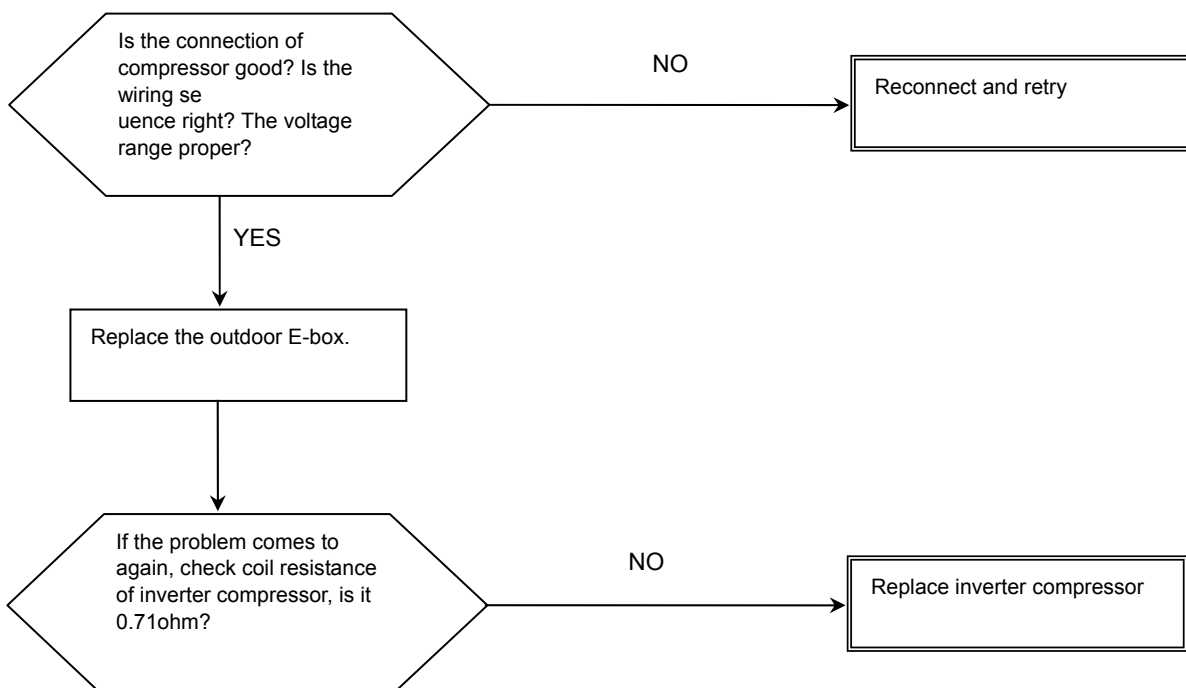 Is the connection of
compressor good? Is the
wiring se
uence right? The voltage
range proper?
NO
Reconnect and retry
YES
Replace the outdoor E-box.
If the problem comes to
again, check coil resistance
of inverter compressor, is it
0.71ohm?
NO
Replace inverter compressor